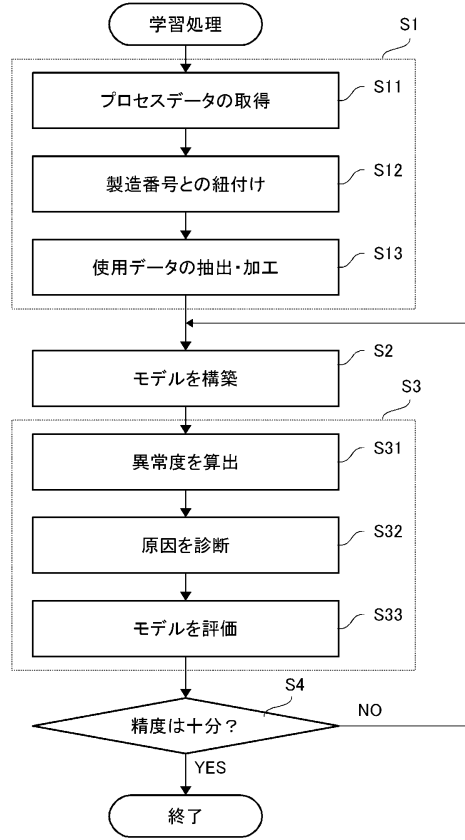 学習処理
S1
プロセスデータの取得
S11
製造番号との紐付け
S12
使用データの抽出・加工
S13
モデルを構築
S2
S3
異常度を算出
S31
原因を診断
S32
モデルを評価
S33
S4
精度は十分？
NO
YES
終了